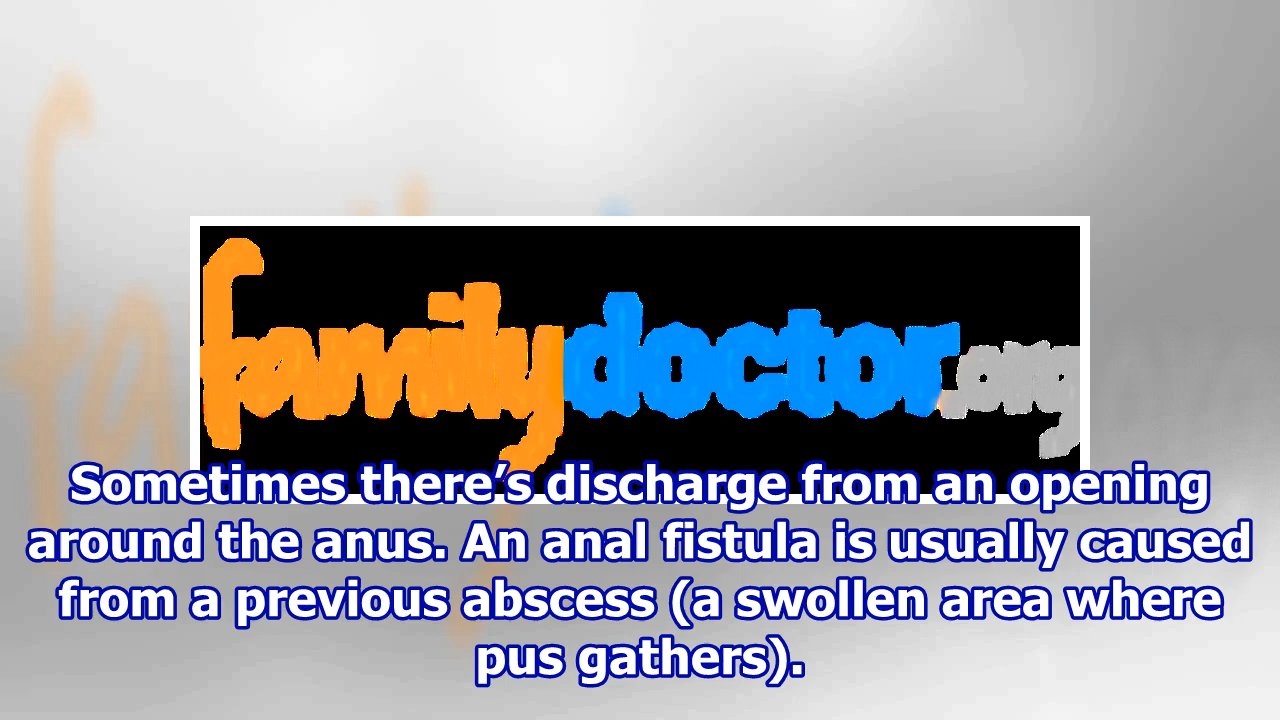 familydoctor.org
Sometimes there’s discharge from an opening
around the anus. An anal fistula is usually caused
from a previous abscess (a swollen area where
pus gathers).